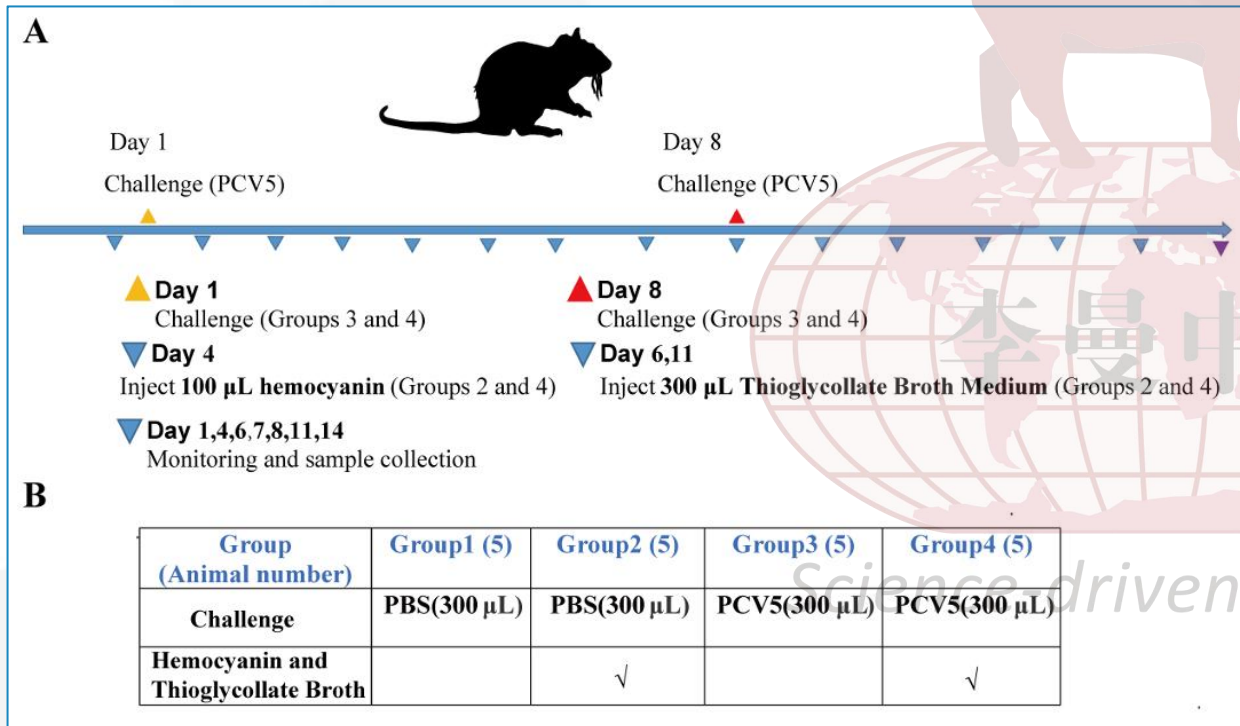 A
Day 1
Challenge (PCV5)
Day 8
Challenge (PCV5)
Day 1
Challenge (Groups 3 and 4)
Day 8
Challenge (Groups 3 and 4)
Day 4
Inject 100 μL hemocyanin (Groups 2 and 4)
Day 6,11
Inject 300 μL Thioglycollate Broth Medium (Groups 2 and 4)
Day 1,4,6,7,8,11,14
Monitoring and sample collection
李曼中
B
Group
(Animal number)
Group1 (5)
Group2 (5)
Group3 (5)
Group4 (5)
Challenge
PBS(300 μL)
PBS(300 μL)
PCV5(300 μL)
PCV5(300 μL)
Hemocyanin and
Thioglycollate Broth
√
√
Science-driven